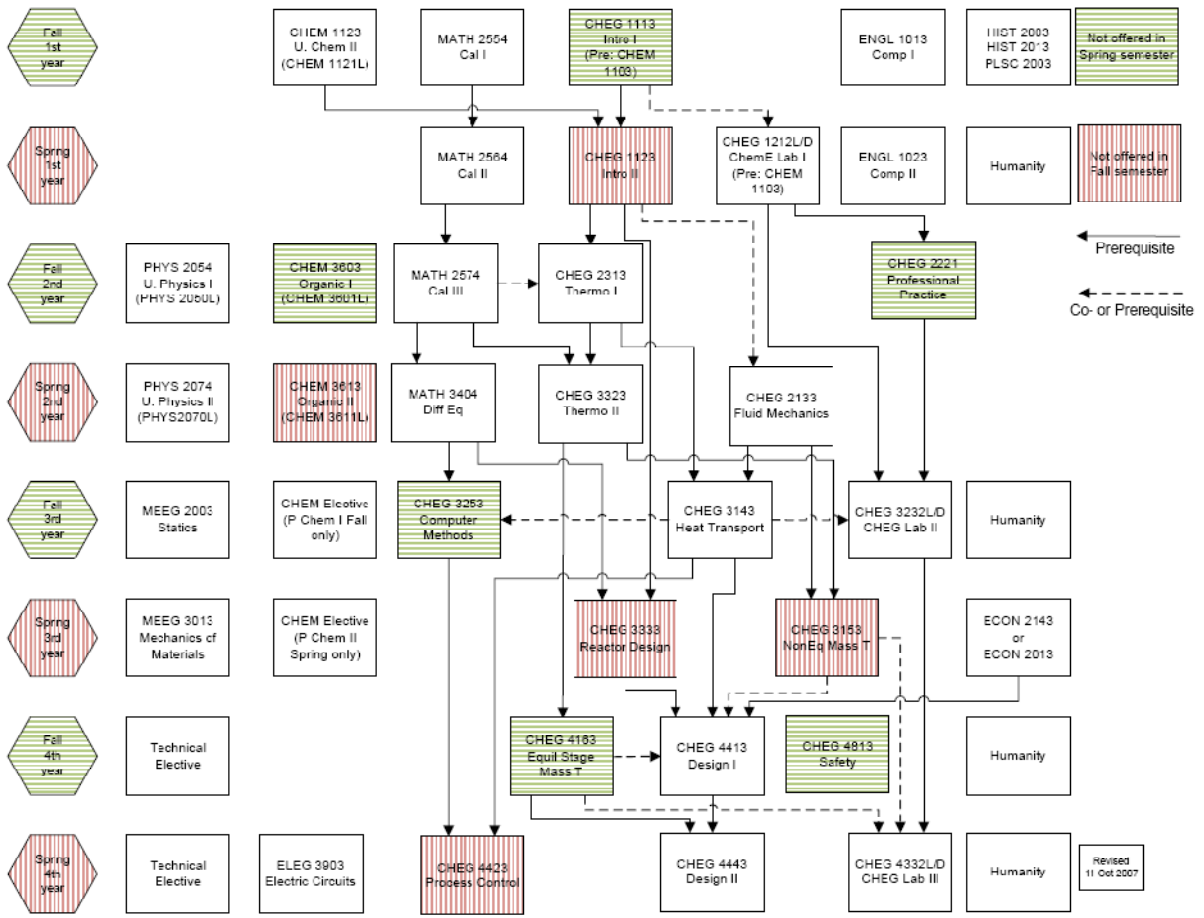 Fall
1st
year
CHEM 1123
U. Chem II
(CHEM 1121L)
MATH 2554
Cal I
CHEG 1113
Intro I
(Pre: CHEM
1103)
ENGL 1013
Comp I
HIST 2003
HIST 2013
PLSC 2003
Not offered in
Spring semester
Spring
1st
year
MATH 2564
Cal II
CHEG 1123
Intro II
CHEG 1212L/D
ChemE Lab I
(Pre: CHEM
1103)
ENGL 1023
Comp II
Humanity
Not offered in
Fall semester
Fall
2nd
year
PHYS 2054
U. Physics I
(PHYS 2050L)
CHEM 3603
Organic I
(CHEM 3601L)
MATH 2574
Cal III
CHEG 2313
Thermo I
CHEG 2221
Professional
Practice
Prerequisite
Co- or Prerequisite
Spring
2nd
year
PHYS 2074
U. Physics II
(PHYS2070L)
CHEM 3613
Organic II
(CHEM 3611L)
MATH 3404
Diff Eq
CHEG 3323
Thermo II
CHEG 2133
Fluid Mechanics
Fall
3rd
year
MEEG 2003
Statics
CHEM Elective
(P Chem I Fall
only)
CHEG 3253
Computer
Methods
CHEG 3143
Heat Transport
CHEG 3232L/D
CHEG Lab II
Humanity
Spring
3rd
year
MEEG 3013
Mechanics of
Materials
CHEM Elective
(P Chem II
Spring only)
CHEG 3333
Reactor Design
CHEG 3153
NonEq Mass T
ECON 2143
or
ECON 2013
Fall
4th
year
Technical
Elective
CHEG 4163
Equil Stage
Mass T
CHEG 4413
Design I
CHEG 4813
Safety
Humanity
Spring
4th
year
Technical
Elective
ELEG 3903
Electric Circuits
CHEG 4423
Process Control
CHEG 4443
Design II
CHEG 4332L/D
CHEG Lab III
Humanity
Revised
11 Oct 2007